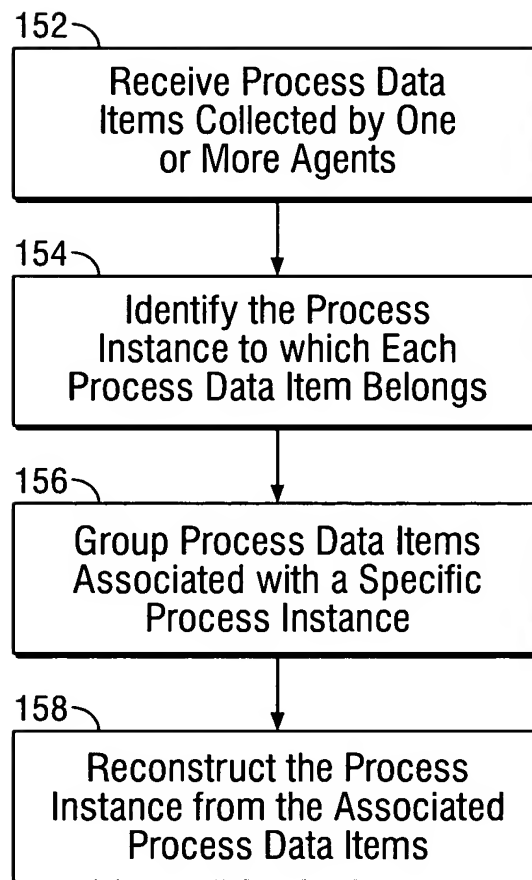 152
Receive Process Data
Items Collected by One
or More Agents
154
Identify the Process
Instance to which Each
Process Data Item Belongs
156
Group Process Data Items
Associated with a Specific
Process Instance
158
Reconstruct the Process
Instance from the Associated
Process Data Items